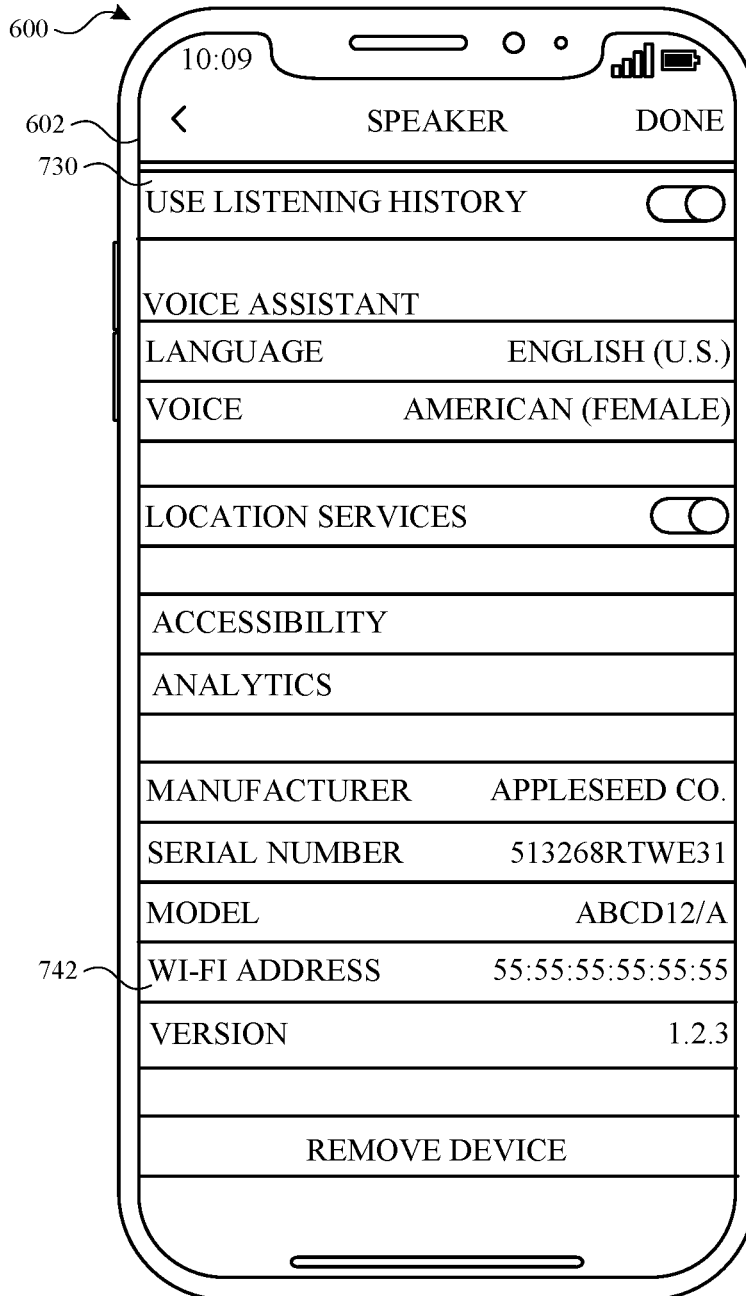 600
10:09
602
< SPEAKER DONE
730
USE LISTENING HISTORY
VOICE ASSISTANT
LANGUAGE ENGLISH (U.S.)
VOICE AMERICAN (FEMALE)
LOCATION SERVICES
ACCESSIBILITY
ANALYTICS
MANUFACTURER APPLESEED CO.
SERIAL NUMBER 513268RTWE31
MODEL ABCD12/A
742 WI-FI ADDRESS 55:55:55:55:55:55
VERSION 1.2.3
REMOVE DEVICE